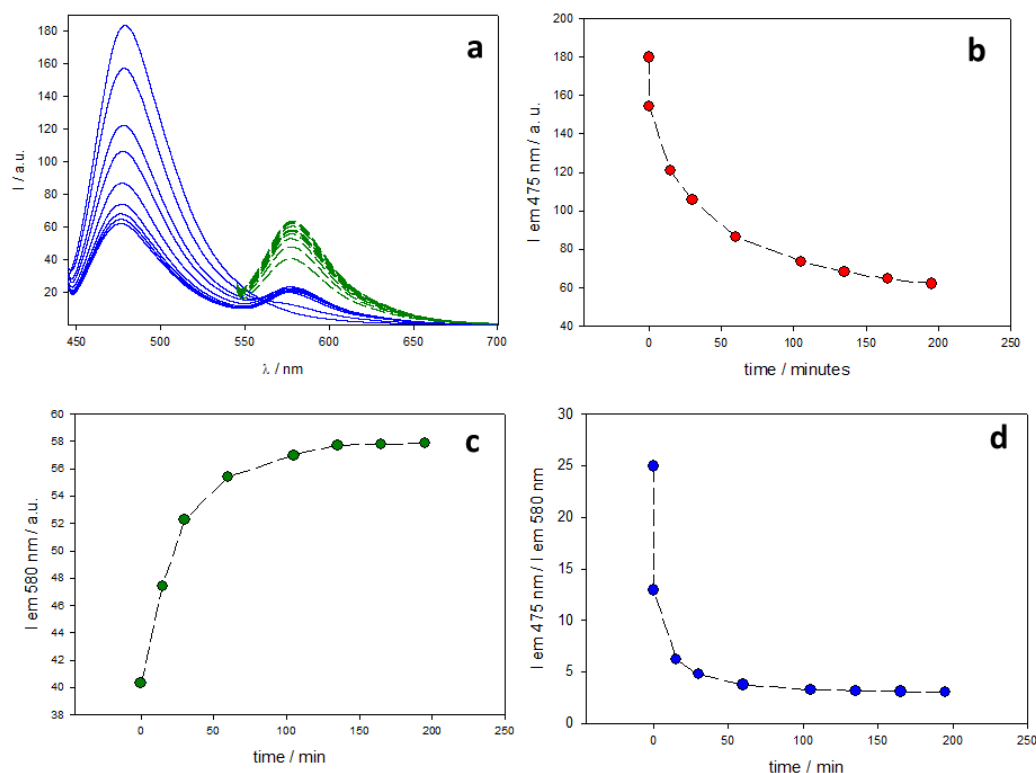 a
I / a.u.
180
160
140
120
100
80
60
40
20
450 500 550 600 650 700
λ / nm
b
I em 475 nm / a. u.
200
180
160
140
120
100
80
60
40
0 50 100 150 200 250
time / minutes
c
I em 580 nm / a.u.
60
58
56
54
52
50
48
46
44
42
40
38
0 50 100 150 200 250
time / min
d
I em 475 nm / I em 580 nm
30
25
20
15
10
5
0
0 50 100 150 200 250
time / min